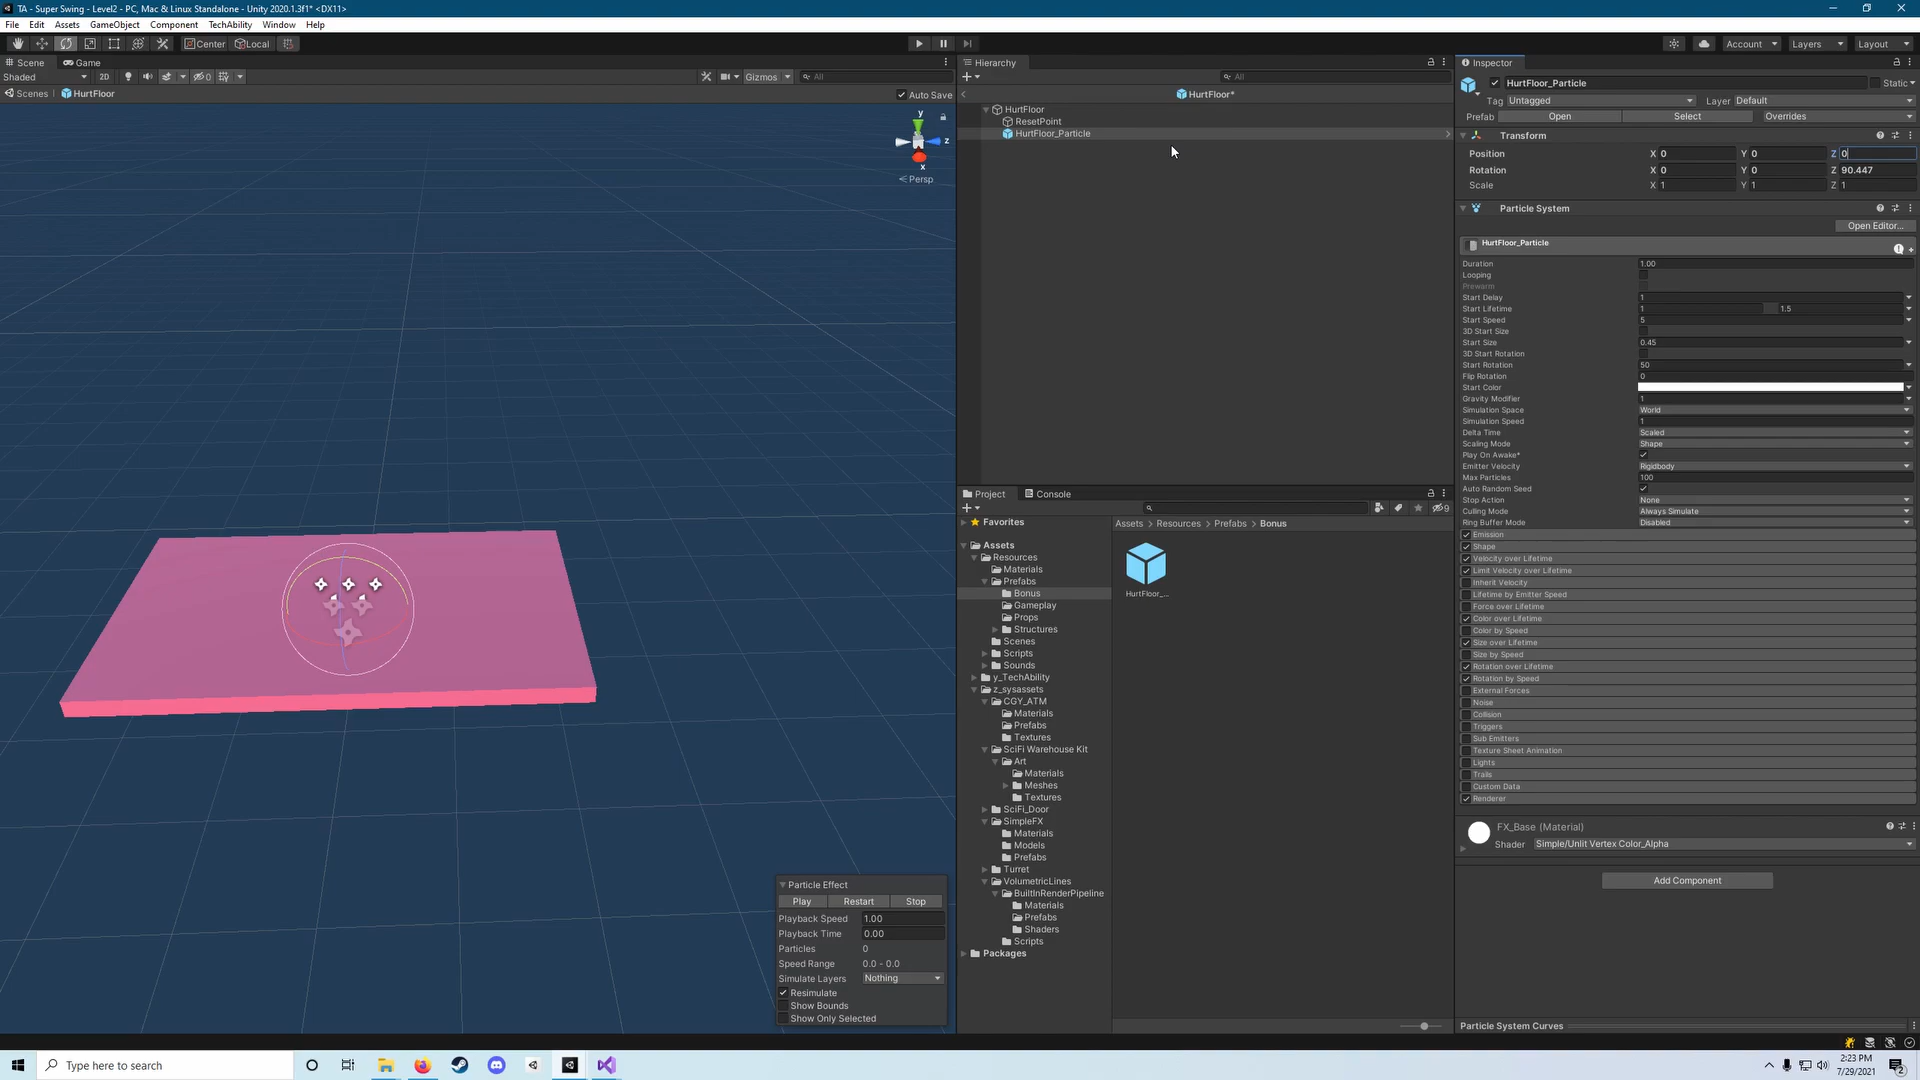 TA - Super Swing - Level2 - PC, Mac & Linux Standalone - Unity 2020.1.3f1* <DX11>
File Edit Assets GameObject Component TechAbility Window Help
Center Local Account Layers Layout
Scene Game
Shaded 2D 0 Gizmos All
Scenes HurtFloor Auto Save
y
z
x
Persp
Hierarchy
All
HurtFloor*
HurtFloor
ResetPoint
HurtFloor_Particle
Project Console
9
Favorites
Assets
Resources
Materials
Prefabs
Bonus
Gameplay
Props
Structures
Scenes
Scripts
Sounds
y_TechAbility
z_sysassets
CGY_ATM
Materials
Prefabs
Textures
SciFi Warehouse Kit
Art
Materials
Meshes
Textures
SciFi_Door
SimpleFX
Materials
Models
Prefabs
Turret
VolumetricLines
BuiltInRenderPipeline
Materials
Prefabs
Shaders
Scripts
Packages
Assets > Resources > Prefabs > Bonus
HurtFloor_...
Particle Effect
Play Restart Stop
Playback Speed 1.00
Playback Time 0.00
Particles 0
Speed Range 0.0 - 0.0
Simulate Layers Nothing
Resimulate
Show Bounds
Show Only Selected
Inspector
HurtFloor_Particle Static
Tag Untagged Layer Default
Prefab Open Select Overrides
Transform
Position X 0 Y 0 Z 0
Rotation X 0 Y 0 Z 90.447
Scale X 1 Y 1 Z 1
Particle System
Open Editor...
HurtFloor_Particle
Duration 1.00
Looping
Prewarm
Start Delay 1
Start Lifetime 1 1.5
Start Speed 5
3D Start Size
Start Size 0.45
3D Start Rotation
Start Rotation 50
Flip Rotation 0
Start Color
Gravity Modifier 1
Simulation Space World
Simulation Speed 1
Delta Time Scaled
Scaling Mode Shape
Play On Awake*
Emitter Velocity Rigidbody
Max Particles 100
Auto Random Seed
Stop Action None
Culling Mode Always Simulate
Ring Buffer Mode Disabled
Emission
Shape
Velocity over Lifetime
Limit Velocity over Lifetime
Inherit Velocity
Lifetime by Emitter Speed
Force over Lifetime
Color over Lifetime
Color by Speed
Size over Lifetime
Size by Speed
Rotation over Lifetime
Rotation by Speed
External Forces
Noise
Collision
Triggers
Sub Emitters
Texture Sheet Animation
Lights
Trails
Custom Data
Renderer
FX_Base (Material)
Shader Simple/Unlit Vertex Color_Alpha
Add Component
Particle System Curves
Type here to search
2:23 PM
7/29/2021
2